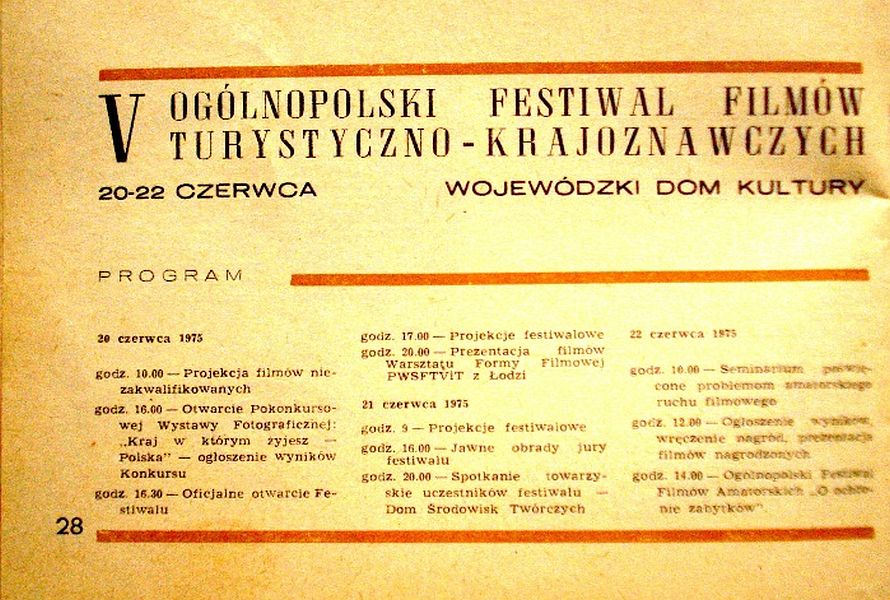 V OGÓLNOPOLSKI FESTIWAL FILMÓW
TURYSTYCZNO-KRAJOZNAWCZYCH
20-22 CZERWCA WOJEWÓDZKI DOM KULTURY
PROGRAM
20 czerwca 1975
godz. 10.00 — Projekcja filmów nie-
zakwalifikowanych
godz. 16.00 — Otwarcie Pokonkurso-
wej Wystawy Fotograficznej:
„Kraj w którym żyjesz —
Polska" — ogłoszenie wyników
Konkursu
godz. 16.30 — Oficjalne otwarcie Fe-
stiwalu
godz. 17.00 — Projekcje festiwalowe
godz. 20.00 — Prezentacja filmów
Warsztatu Formy Filmowej
PWSFTViT z Łodzi
21 czerwca 1975
godz. 9 — Projekcje festiwalowe
godz. 16.00 — Jawne obrady jury
festiwalu
godz. 20.00 — Spotkanie towarzy-
skie uczestników festiwalu —
Dom Środowisk Twórczych
22 czerwca 1975
godz. 10.00 — Seminarium poświę-
cone problemom amatorskiego
ruchu filmowego
godz. 12.00 — Ogłoszenie wyników,
wręczenie nagród, prezentacja
filmów nagrodzonych
godz. 14.00 — Ogólnopolski Festiwal
Filmów Amatorskich „O ochro-
nie zabytków"
28